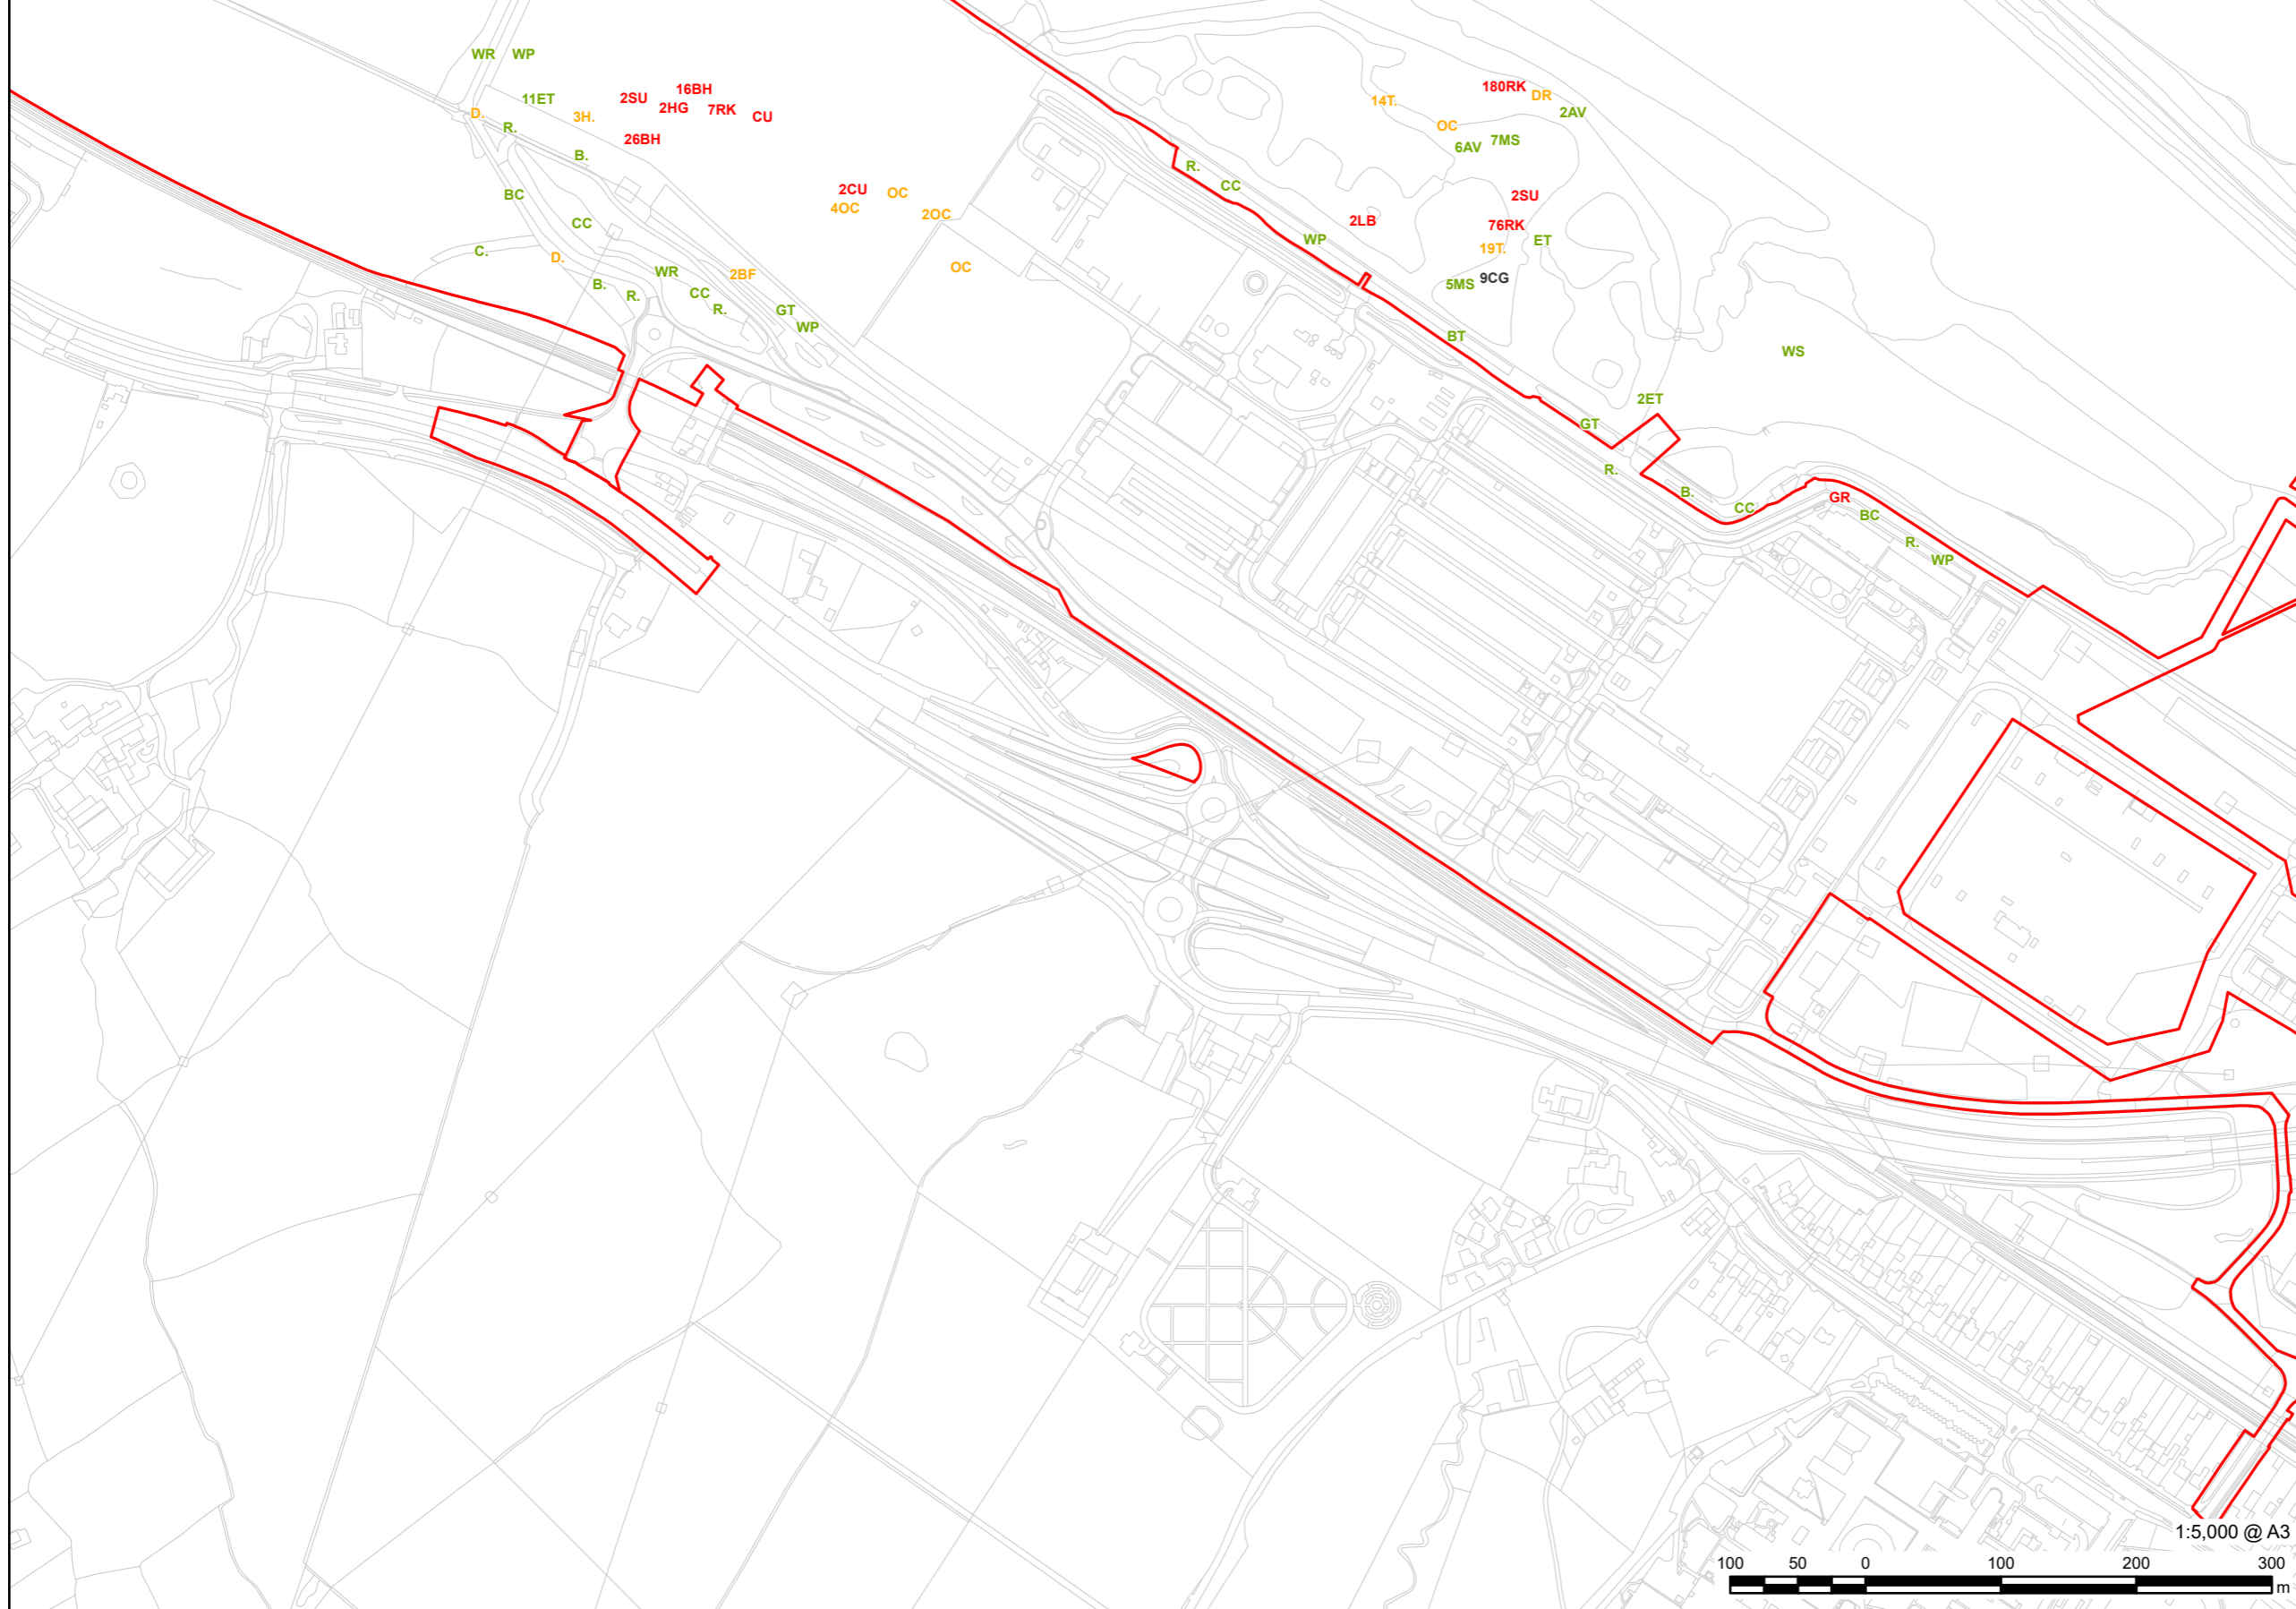 WR WP
180RK
16BH
DR
11ET
2SU
14T.
2HG
7RK
2AV
D.
3H.
CU
OC
R.
26BH
7MS
6AV
B.
R.
CC
2CU
OC
BC
2SU
4OC
2OC
2LB
CC
76RK
WP
ET
C.
19T.
D.
OC
WR
2BF
9CG
B.
5MS
CC
R.
R.
GT
WP
BT
WS
2ET
GT
R.
B.
GR
CC
BC
R.
WP
1:5,000 @ A3
100 50 0 100 200 300
m